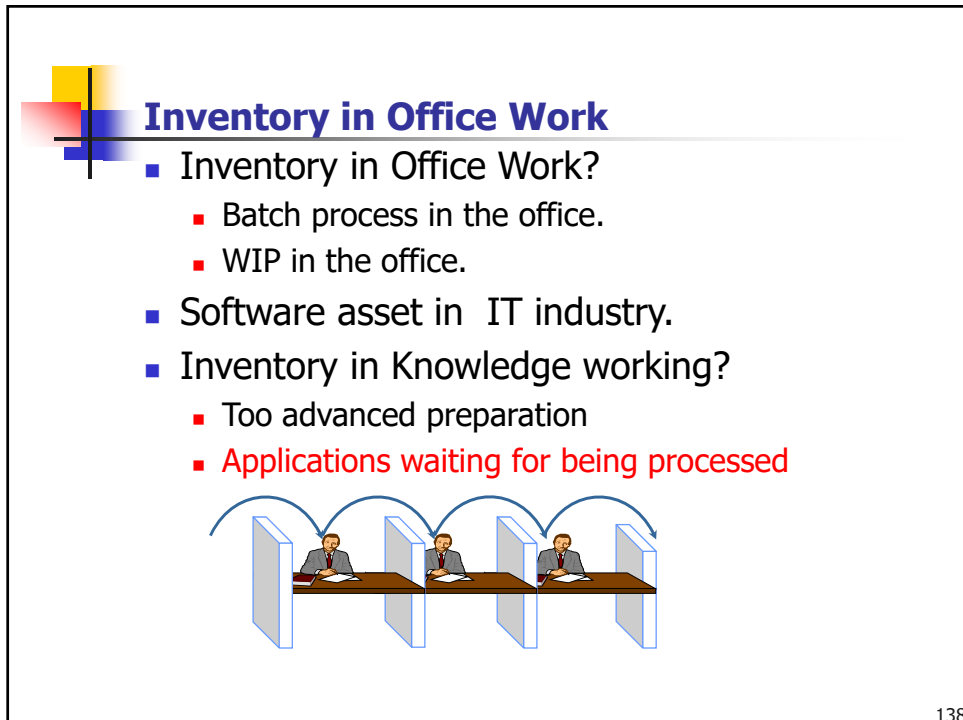 Inventory in Office Work
Inventory in Office Work?
Batch process in the office.
WIP in the office.
Software asset in IT industry.
Inventory in Knowledge working?
Too advanced preparation
Applications waiting for being processed
138